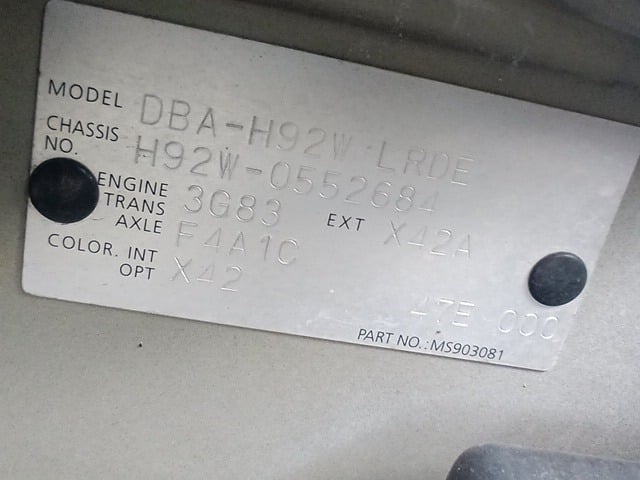 MODEL DBA-H92W LRDE
CHASSIS NO. H92W-0552684
ENGINE 3G83 EXT X42A
TRANS AXLE F4A1C
COLOR. INT OPT X42
47E 000
PART NO.:MS903081